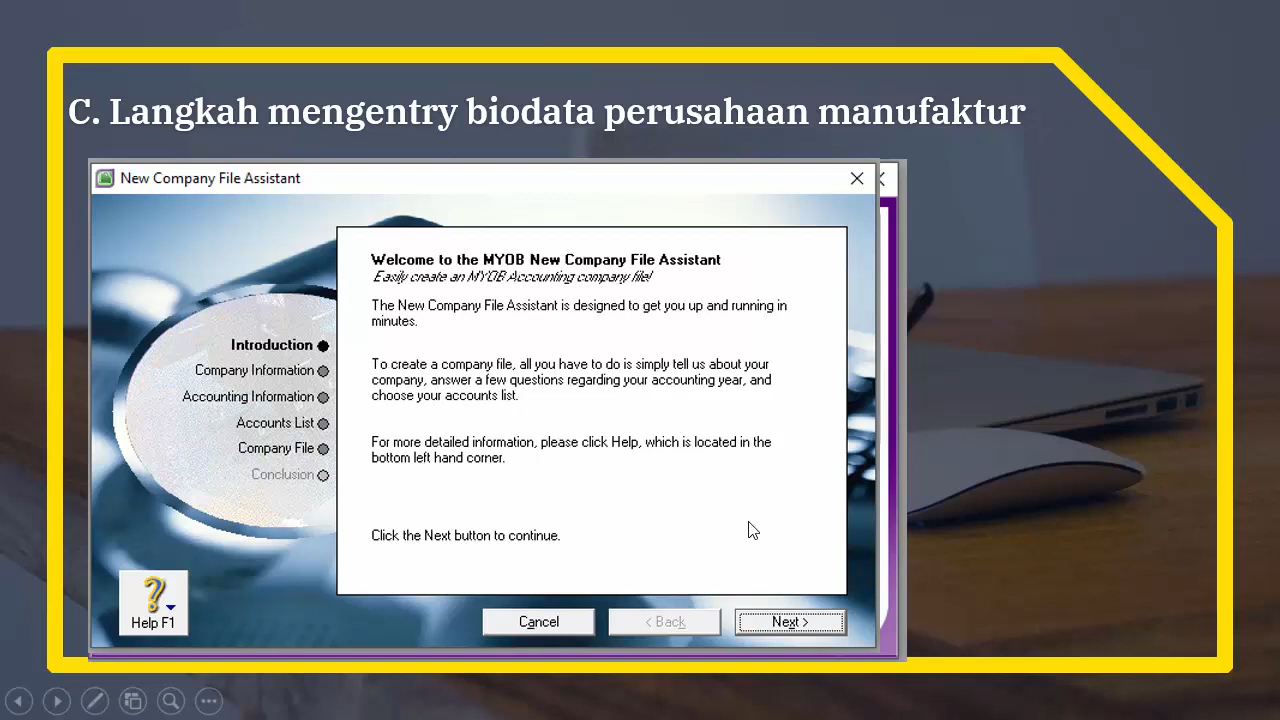 C. Langkah mengentry biodata perusahaan manufaktur
New Company File Assistant
Welcome to the MYOB New Company File Assistant
Easily create an MYOB Accounting company file!
The New Company File Assistant is designed to get you up and running in
minutes.
To create a company file, all you have to do is simply tell us about your
company, answer a few questions regarding your accounting year, and
choose your accounts list.
For more detailed information, please click Help, which is located in the
bottom left hand corner.
Click the Next button to continue.
Introduction
Company Information
Accounting Information
Accounts List
Company File
Conclusion
Help F1
Cancel
< Back
Next >